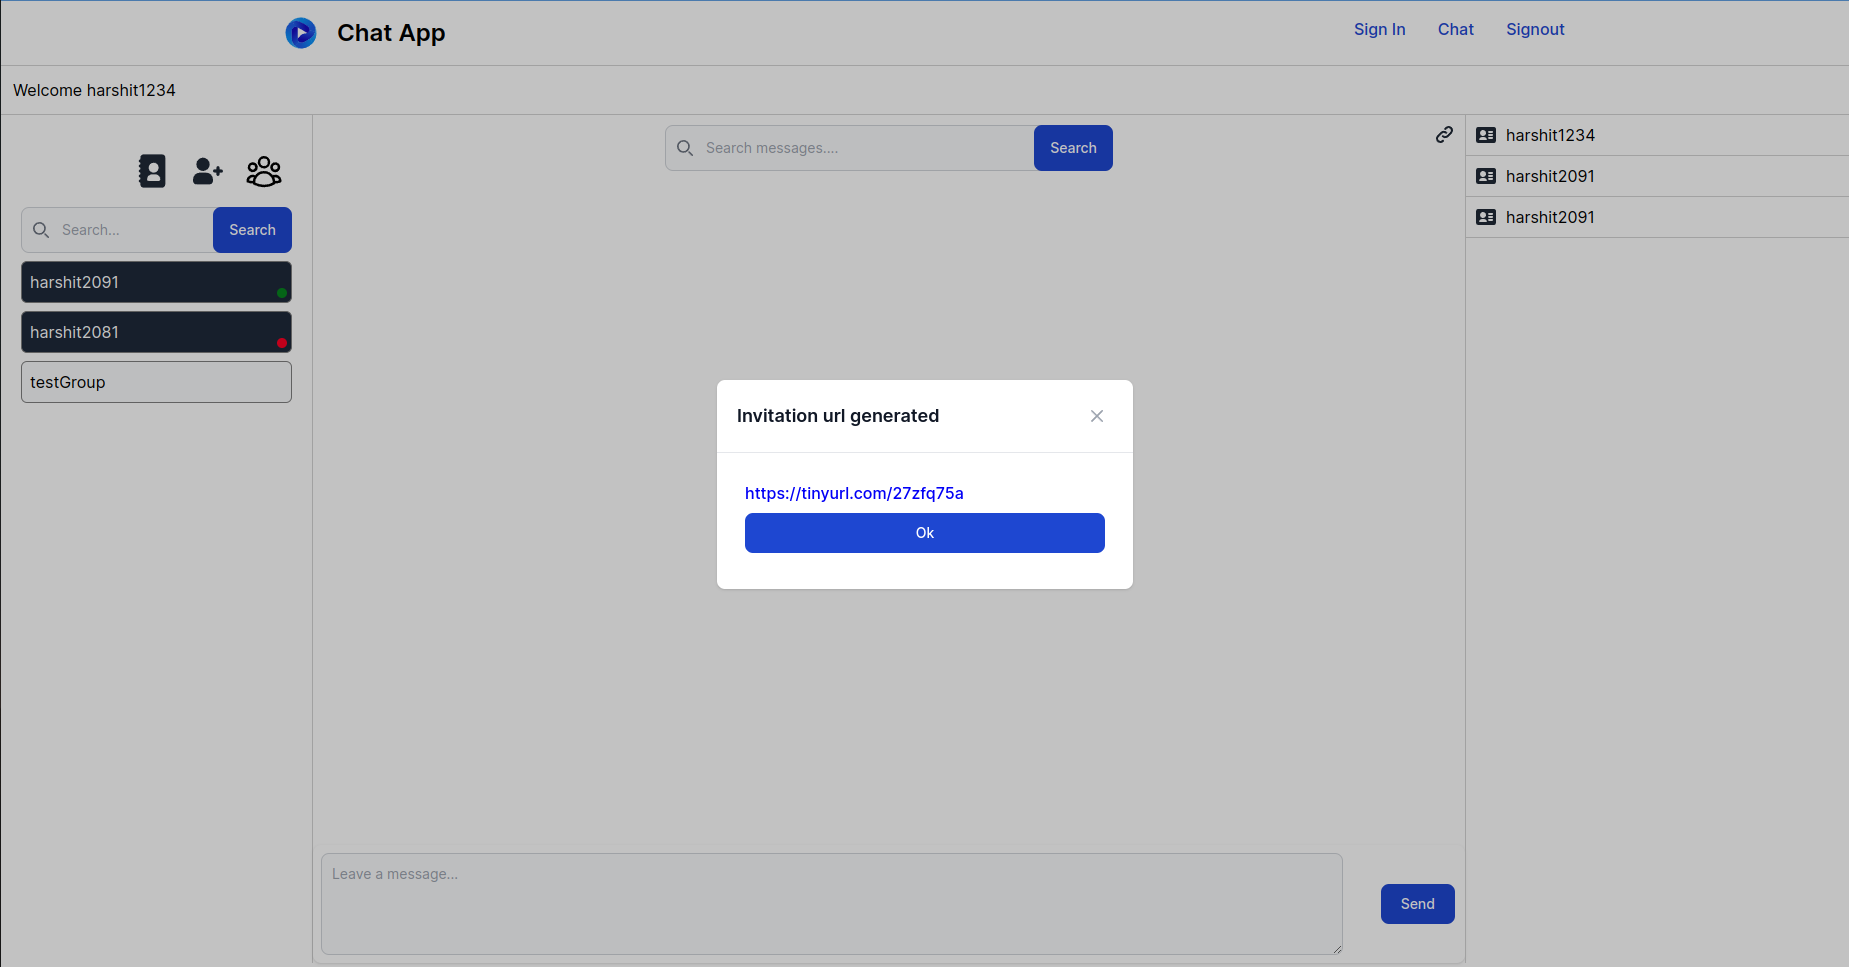 Chat App
Sign In
Chat
Signout
Welcome harshit1234
Search...
Search
harshit2091
harshit2081
testGroup
Search messages....
Search
harshit1234
harshit2091
harshit2091
Invitation url generated
https://tinyurl.com/27zfq75a
Ok
Leave a message...
Send